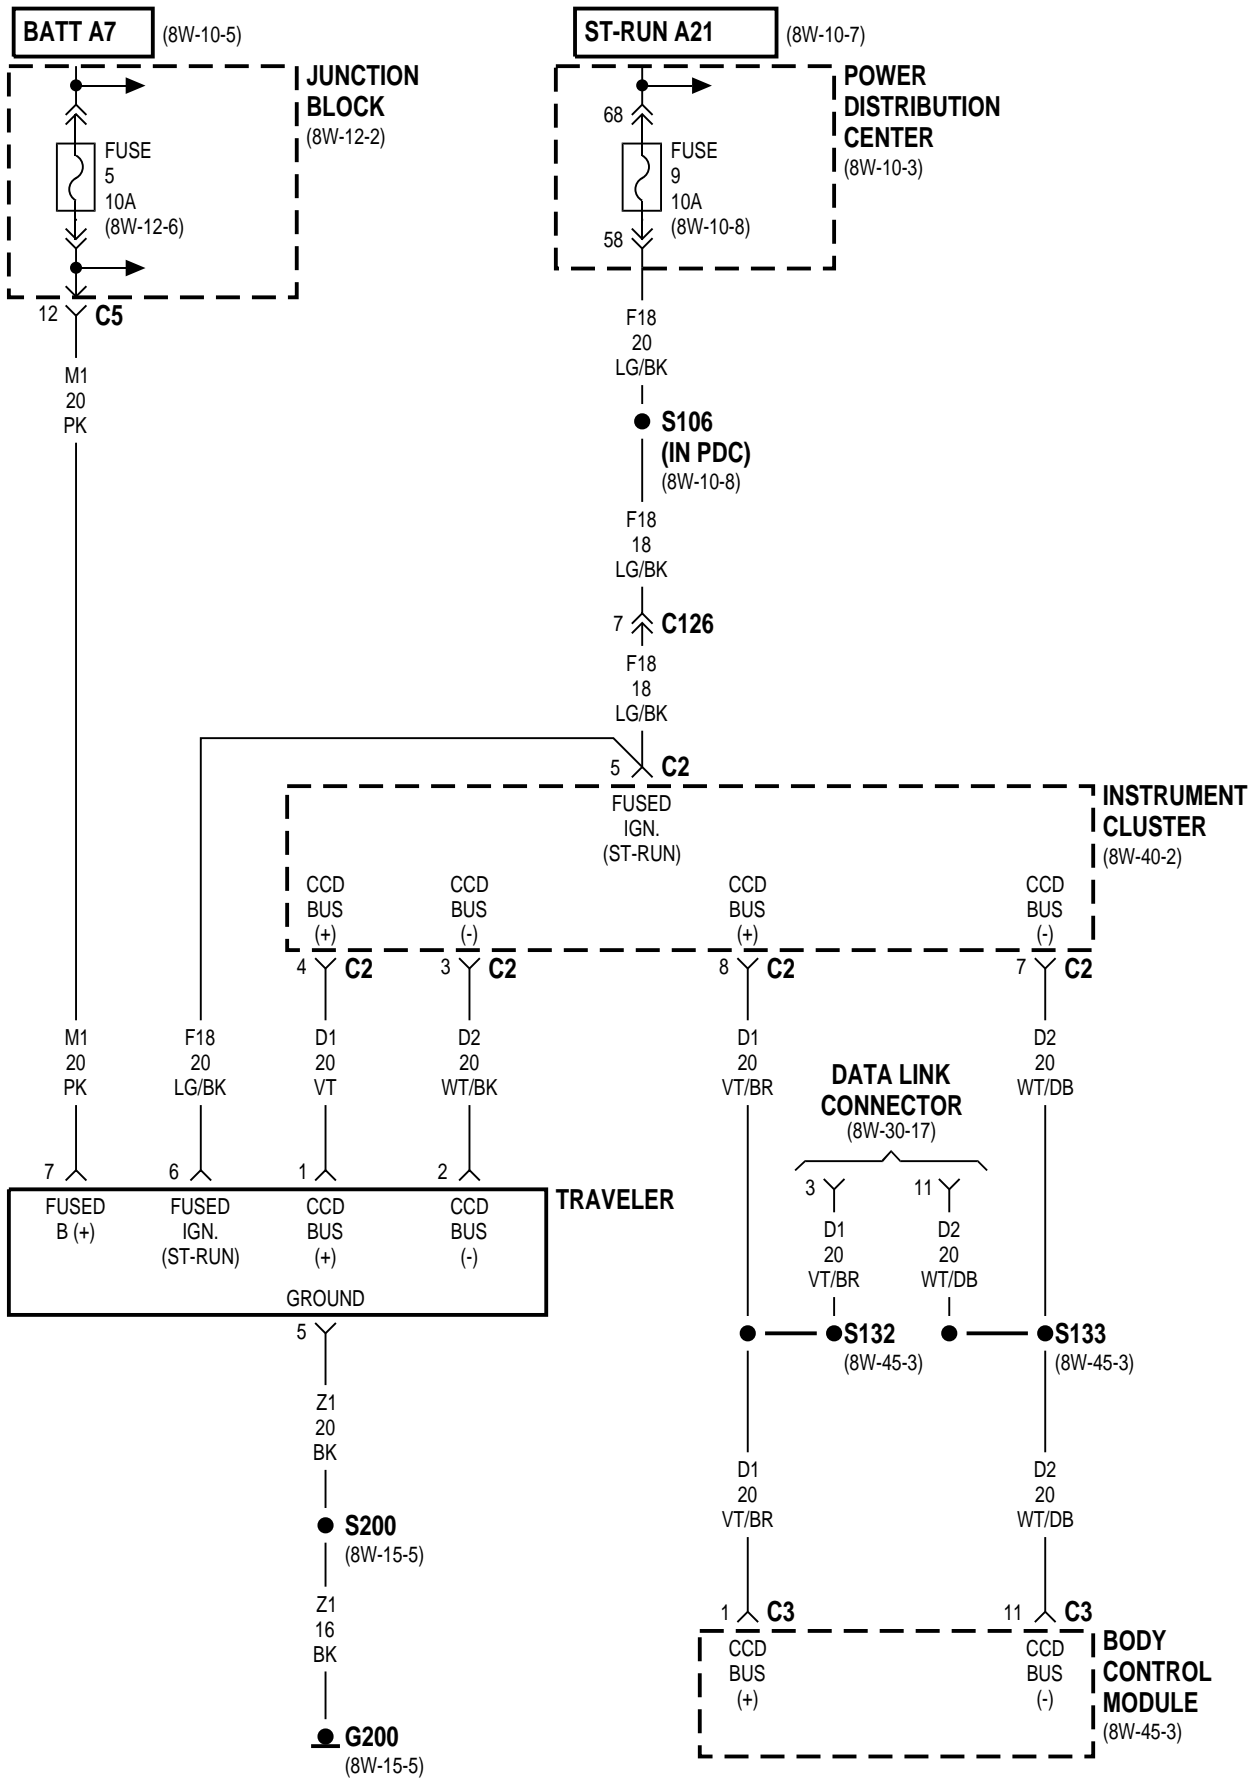 BATT A7 (8W-10-5)
ST-RUN A21 (8W-10-7)
JUNCTION
BLOCK
(8W-12-2)
FUSE
5
10A
(8W-12-6)
12 C5
M1
20
PK
POWER
DISTRIBUTION
CENTER
(8W-10-3)
68
FUSE
9
10A
(8W-10-8)
58
F18
20
LG/BK
S106
(IN PDC)
(8W-10-8)
F18
18
LG/BK
7 C126
F18
18
LG/BK
5 C2
INSTRUMENT
CLUSTER
(8W-40-2)
FUSED
IGN.
(ST-RUN)
CCD
BUS
(+)
CCD
BUS
(-)
CCD
BUS
(+)
CCD
BUS
(-)
4 C2
3 C2
8 C2
7 C2
M1
20
PK
F18
20
LG/BK
D1
20
VT
D2
20
WT/BK
D1
20
VT/BR
D2
20
WT/DB
DATA LINK
CONNECTOR
(8W-30-17)
3
11
D1
20
VT/BR
D2
20
WT/DB
7
6
1
2
TRAVELER
FUSED
B (+)
FUSED
IGN.
(ST-RUN)
CCD
BUS
(+)
CCD
BUS
(-)
GROUND
5
S132
(8W-45-3)
S133
(8W-45-3)
Z1
20
BK
S200
(8W-15-5)
Z1
16
BK
G200
(8W-15-5)
D1
20
VT/BR
D2
20
WT/DB
1 C3
11 C3
CCD
BUS
(+)
CCD
BUS
(-)
BODY
CONTROL
MODULE
(8W-45-3)